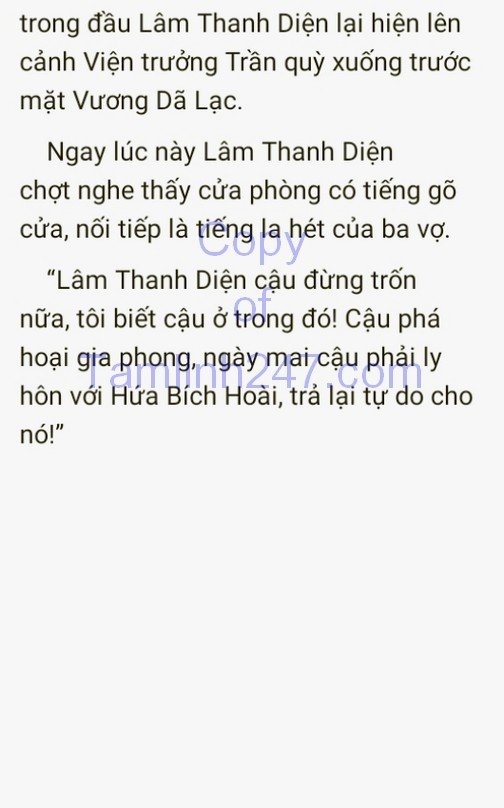 trong đầu Lâm Thanh Diện lại hiện lên
cảnh Viện trưởng Trần quỳ xuống trước
mặt Vương Dã Lạc.
Ngay lúc này Lâm Thanh Diện
chợt nghe thấy cửa phòng có tiếng gõ
cửa, nối tiếp là tiếng la hét của ba vợ.
“Lâm Thanh Diện cậu đừng trốn
nữa, tôi biết cậu ở trong đó! Cậu phá
hoại gia phong, ngày mai cậu phải ly
hôn với Hứa Bích Hoài, trả lại tự do cho
nó!”
Copy
of
Tamlinh247.com